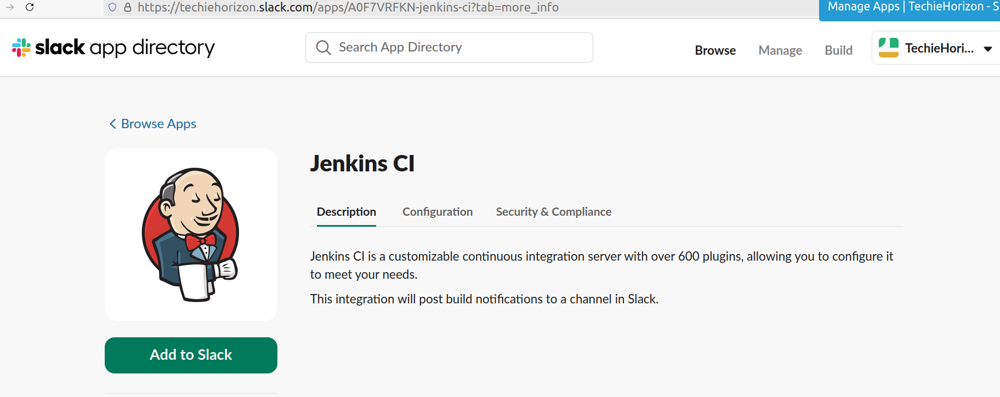 https://techiehorizon.slack.com/apps/A0F7VRFKN-jenkins-ci?tab=more_info
Manage Apps | TechieHorizon - S
slack app directory
Search App Directory
Browse
Manage
Build
TechieHori...
Browse Apps
Jenkins CI
Description
Configuration
Security & Compliance
Jenkins CI is a customizable continuous integration server with over 600 plugins, allowing you to configure it
to meet your needs.
This integration will post build notifications to a channel in Slack.
Add to Slack